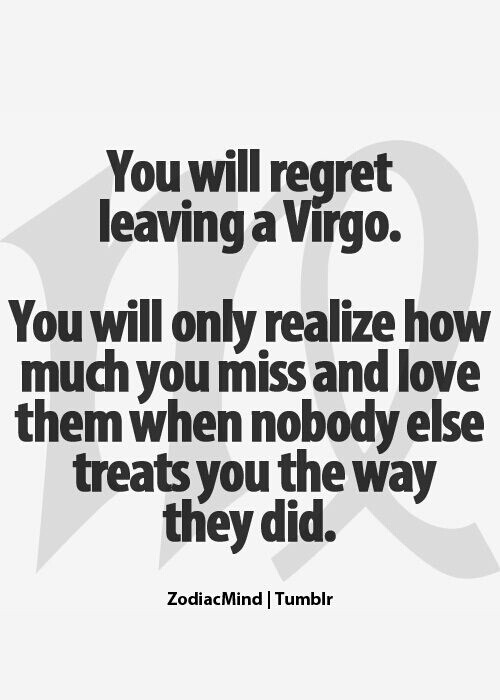 You will regret
leaving a Virgo.
You will only realize how
much you miss and love
them when nobody else
treats you the way
they did.
ZodiacMind | Tumblr